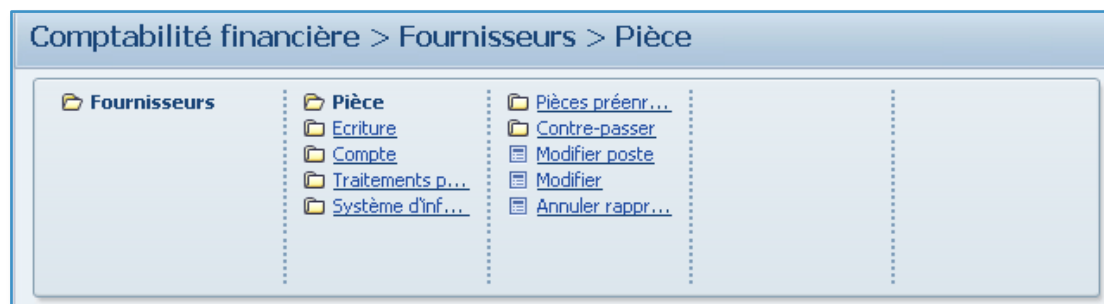 Comptabilité financière > Fournisseurs > Pièce
Fournisseurs
Pièce
Ecriture
Compte
Traitements p...
Système d'inf...
Pièces préenr...
Contre-passer
Modifier poste
Modifier
Annuler rappr...